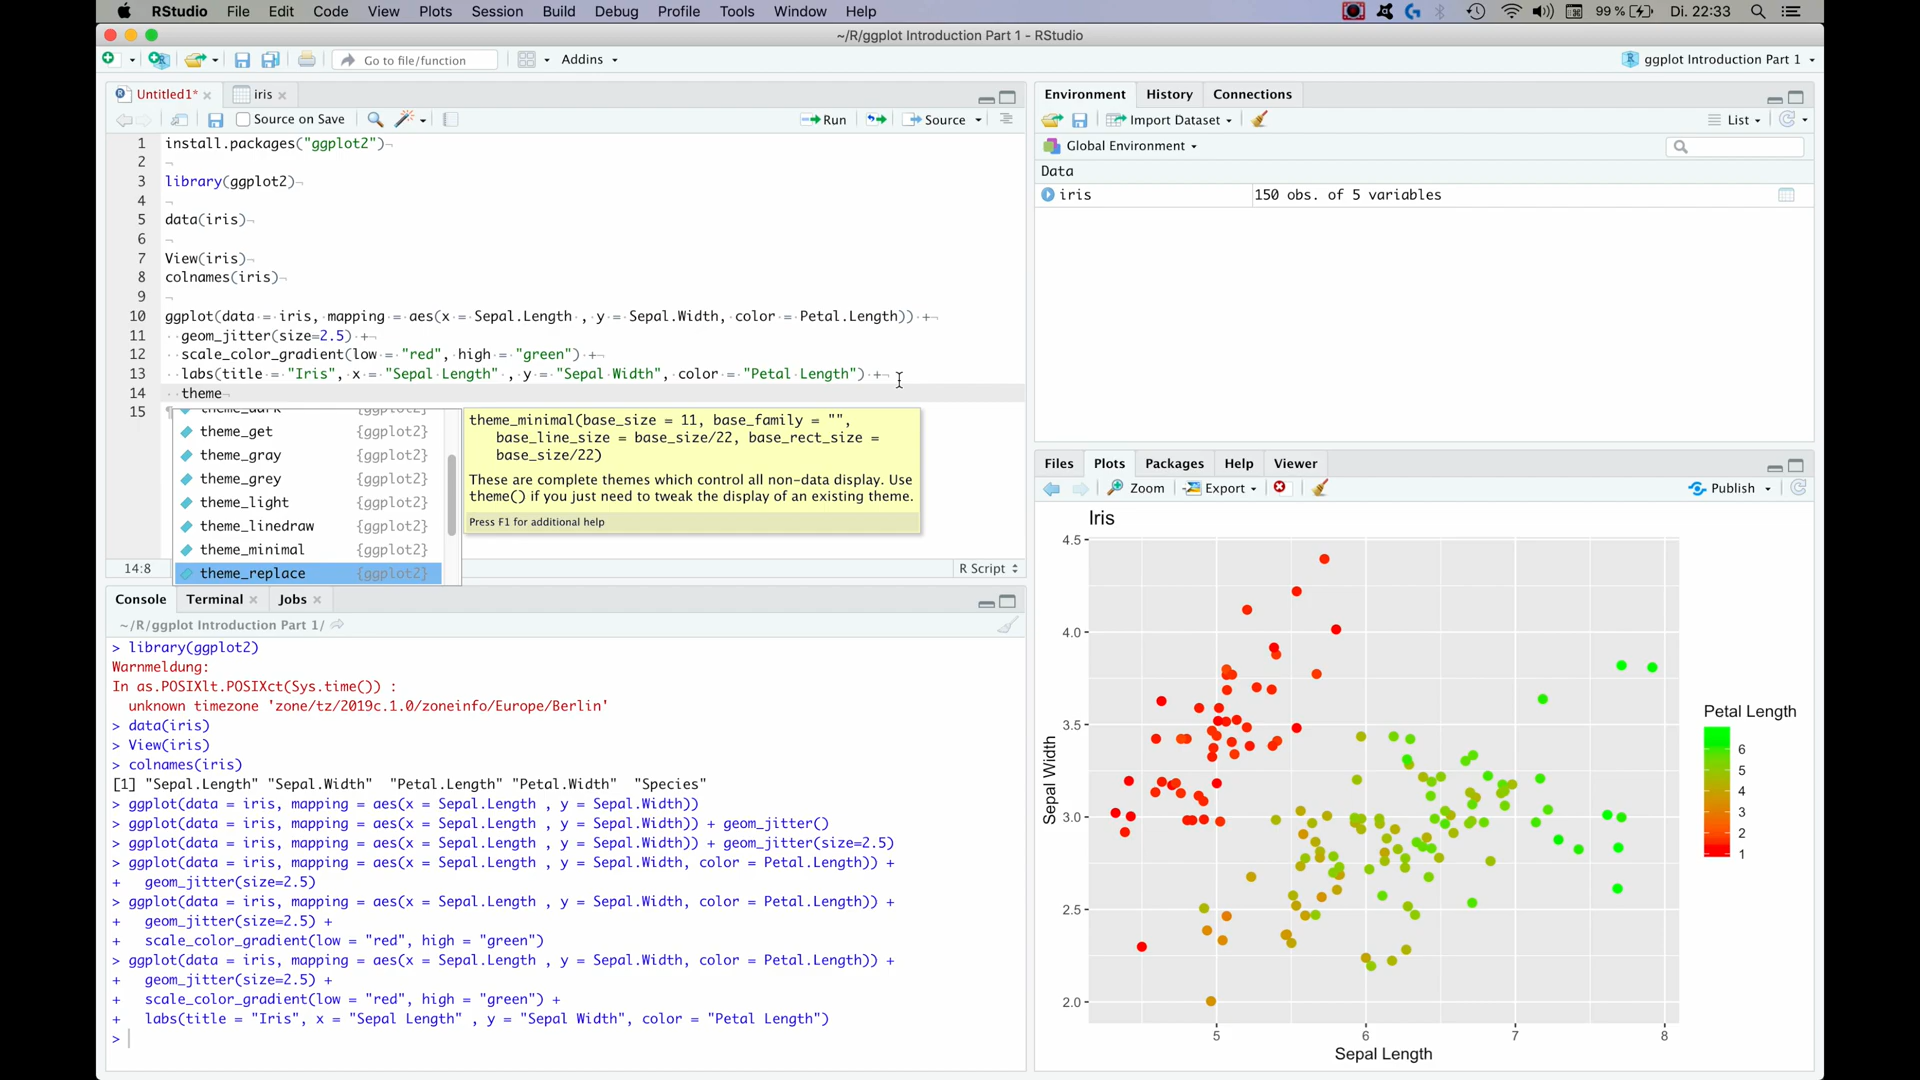 RStudio File Edit Code View Plots Session Build Debug Profile Tools Window Help 99 % Di. 22:33
~/R/ggplot Introduction Part 1 - RStudio
Go to file/function Addins ggplot Introduction Part 1
Untitled1* iris
Source on Save Run Source
1 install.packages("ggplot2")
2
3 library(ggplot2)
4
5 data(iris)
6
7 View(iris)
8 colnames(iris)
9
10 ggplot(data = iris, mapping = aes(x = Sepal.Length , y = Sepal.Width, color = Petal.Length)) +
11 geom_jitter(size=2.5) +
12 scale_color_gradient(low = "red", high = "green") +
13 labs(title = "Iris", x = "Sepal Length" , y = "Sepal Width", color = "Petal Length") +
14 theme
15
theme_dark
theme_get {ggplot2}
theme_gray {ggplot2}
theme_grey {ggplot2}
theme_light {ggplot2}
theme_linedraw {ggplot2}
theme_minimal {ggplot2}
theme_replace {ggplot2}
theme_minimal(base_size = 11, base_family = "",
base_line_size = base_size/22, base_rect_size =
base_size/22)
These are complete themes which control all non-data display. Use
theme() if you just need to tweak the display of an existing theme.
Press F1 for additional help
14:8 R Script
Console Terminal Jobs
~/R/ggplot Introduction Part 1/
> library(ggplot2)
Warnmeldung:
In as.POSIXlt.POSIXct(Sys.time()) :
unknown timezone 'zone/tz/2019c.1.0/zoneinfo/Europe/Berlin'
> data(iris)
> View(iris)
> colnames(iris)
[1] "Sepal.Length" "Sepal.Width" "Petal.Length" "Petal.Width" "Species"
> ggplot(data = iris, mapping = aes(x = Sepal.Length , y = Sepal.Width))
> ggplot(data = iris, mapping = aes(x = Sepal.Length , y = Sepal.Width)) + geom_jitter()
> ggplot(data = iris, mapping = aes(x = Sepal.Length , y = Sepal.Width)) + geom_jitter(size=2.5)
> ggplot(data = iris, mapping = aes(x = Sepal.Length , y = Sepal.Width, color = Petal.Length)) +
+ geom_jitter(size=2.5)
> ggplot(data = iris, mapping = aes(x = Sepal.Length , y = Sepal.Width, color = Petal.Length)) +
+ geom_jitter(size=2.5) +
+ scale_color_gradient(low = "red", high = "green")
> ggplot(data = iris, mapping = aes(x = Sepal.Length , y = Sepal.Width, color = Petal.Length)) +
+ geom_jitter(size=2.5) +
+ scale_color_gradient(low = "red", high = "green") +
+ labs(title = "Iris", x = "Sepal Length" , y = "Sepal Width", color = "Petal Length")
>
Environment History Connections
Import Dataset List
Global Environment
Data
iris 150 obs. of 5 variables
Files Plots Packages Help Viewer
Zoom Export Publish
Iris
4.5
4.0
3.5
3.0
2.5
2.0
Sepal Width
5 6 7 8
Sepal Length
Petal Length
6
5
4
3
2
1